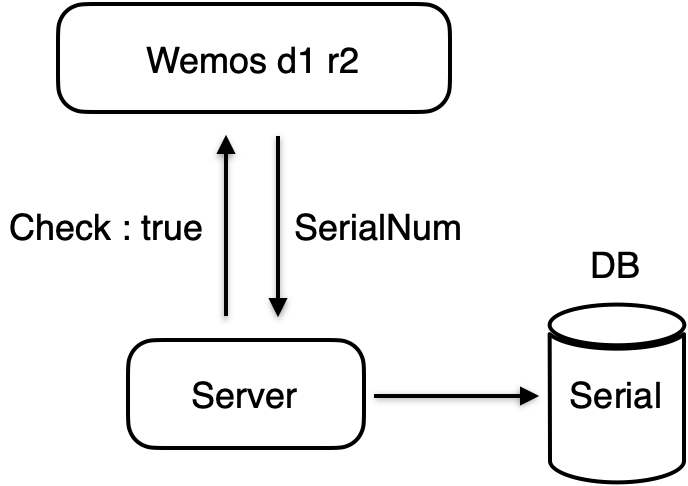 Wemos d1 r2
Check : true
SerialNum
DB
Server
Serial